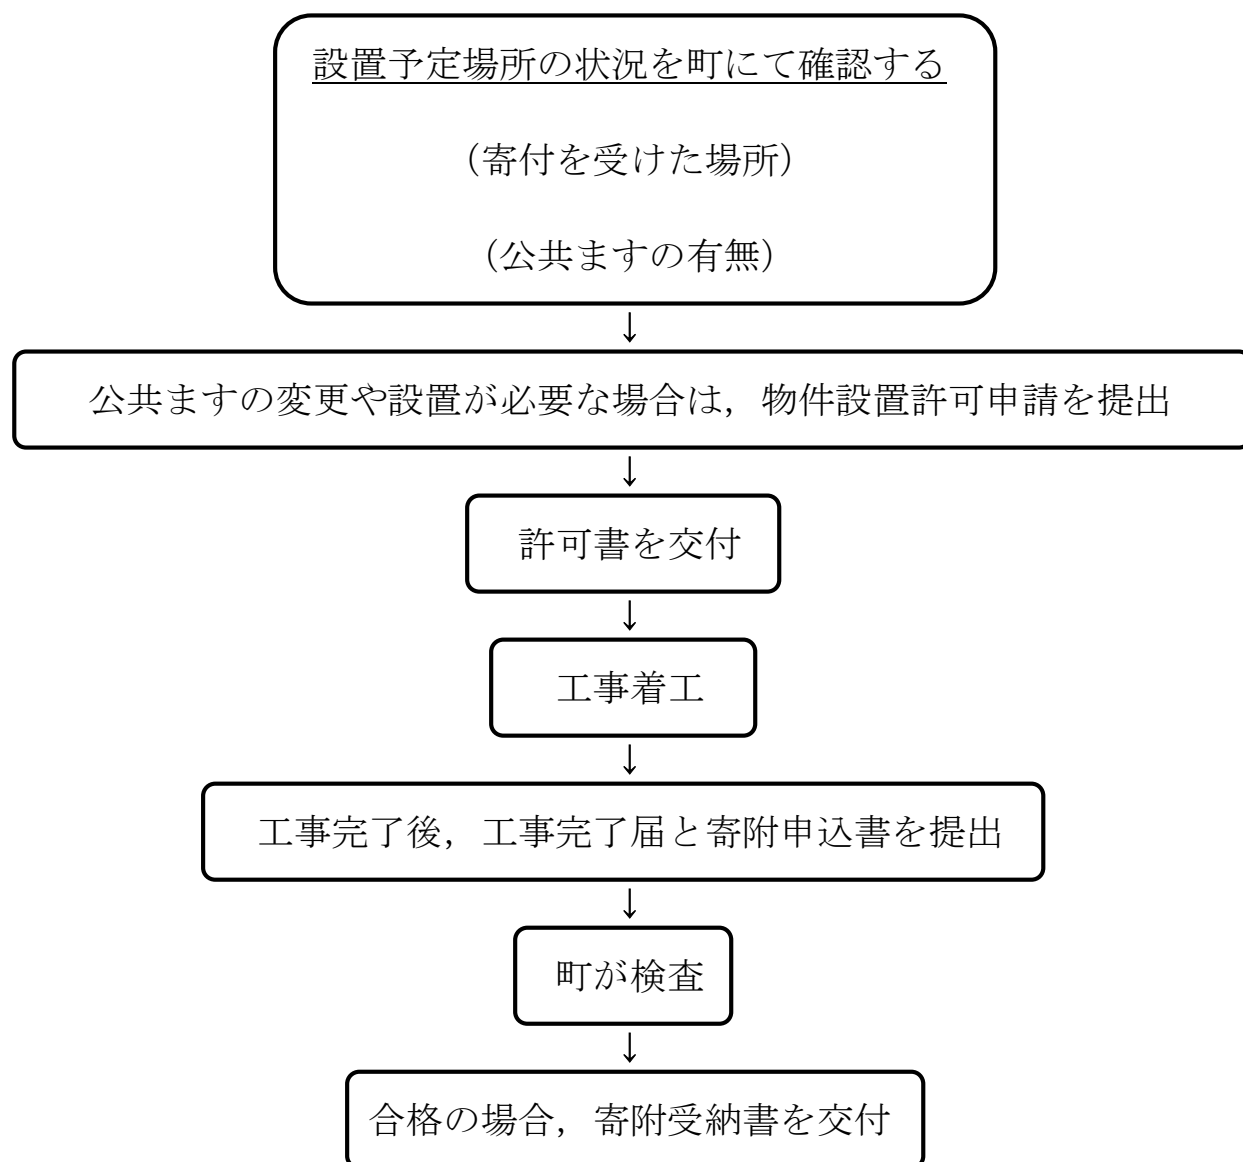 設置予定場所の状況を町にて確認する
（寄付を受けた場所）
（公共ますの有無）
↓
公共ますの変更や設置が必要な場合は，物件設置許可申請を提出
↓
許可書を交付
↓
工事着工
↓
工事完了後，工事完了届と寄附申込書を提出
↓
町が検査
↓
合格の場合，寄附受納書を交付